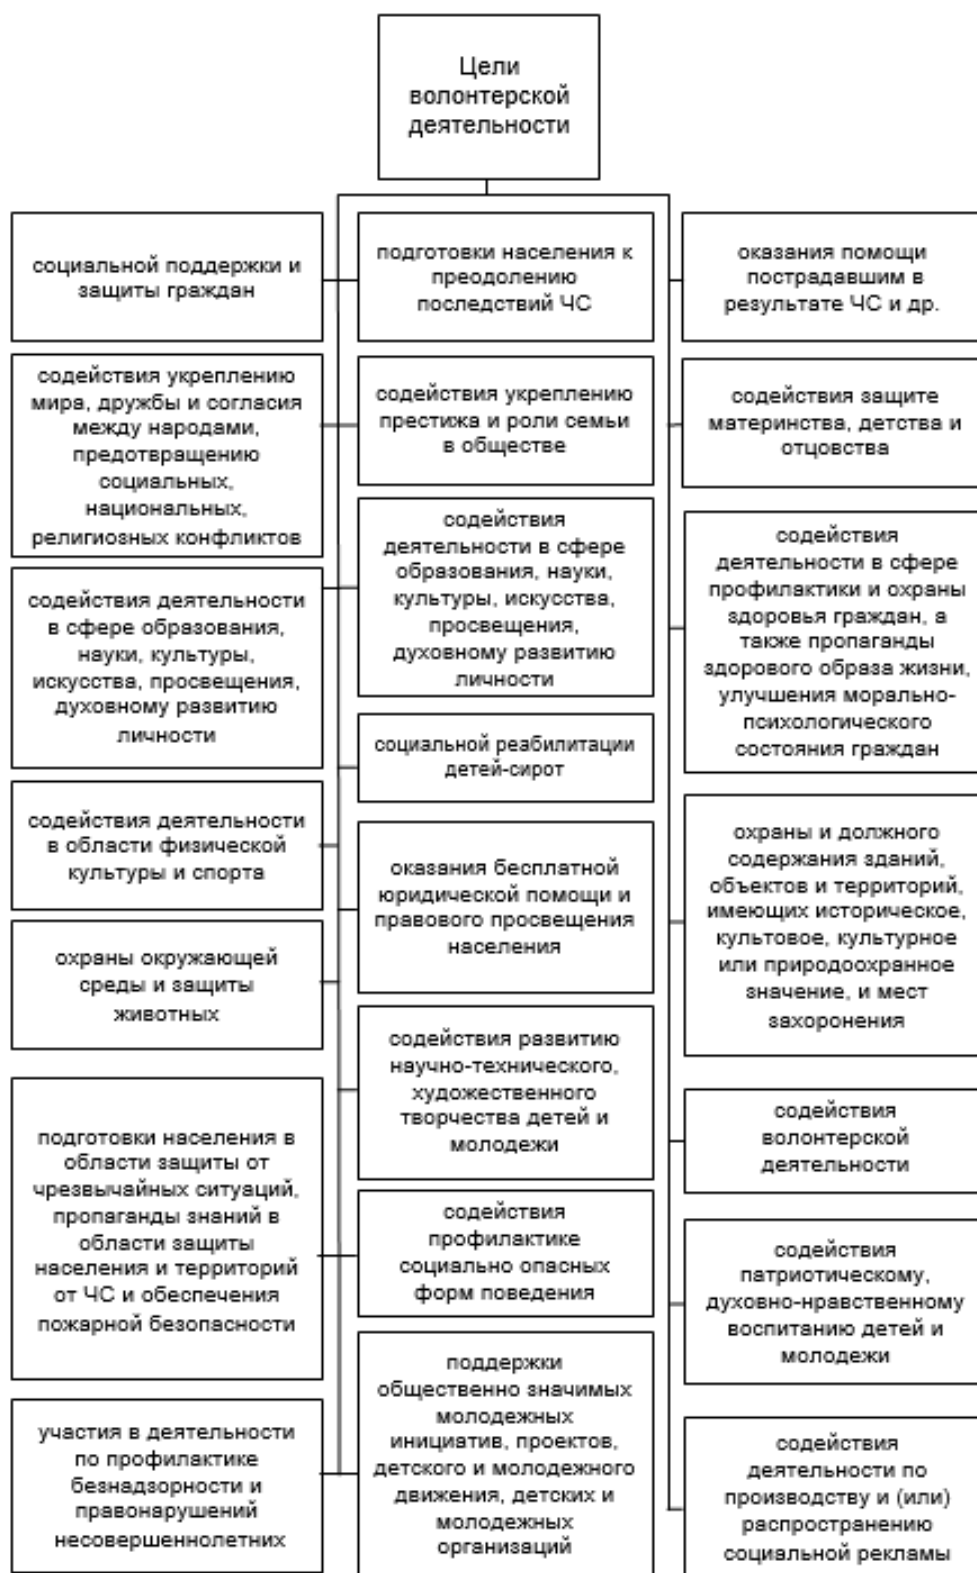 Цели
волонтерской
деятельности
социальной поддержки и
защиты граждан
подготовки населения к
преодолению
последствий ЧС
оказания помощи
пострадавшим в
результате ЧС и др.
содействия укреплению
мира, дружбы и согласия
между народами,
предотвращению
социальных,
национальных,
религиозных конфликтов
содействия укреплению
престижа и роли семьи
в обществе
содействия защите
материнства, детства и
отцовства
содействия деятельности
в сфере образования,
науки, культуры,
искусства, просвещения,
духовному развитию
личности
содействия
деятельности в сфере
образования, науки,
культуры, искусства,
просвещения,
духовному развитию
личности
содействия
деятельности в сфере
профилактики и охраны
здоровья граждан, а
также пропаганды
здорового образа жизни,
улучшения морально-
психологического
состояния граждан
социальной реабилитации
детей-сирот
содействия деятельности
в области физической
культуры и спорта
оказания бесплатной
юридической помощи и
правового просвещения
населения
охраны и должного
содержания зданий,
объектов и территорий,
имеющих историческое,
культовое, культурное
или природоохранное
значение, и мест
захоронения
охраны окружающей
среды и защиты
животных
содействия развитию
научно-технического,
художественного
творчества детей и
молодежи
содействия
волонтерской
деятельности
подготовки населения в
области защиты от
чрезвычайных ситуаций,
пропаганды знаний в
области защиты
населения и территорий
от ЧС и обеспечения
пожарной безопасности
содействия
профилактике
социально опасных
форм поведения
содействия
патриотическому,
духовно-нравственному
воспитанию детей и
молодежи
участия в деятельности
по профилактике
безнадзорности и
правонарушений
несовершеннолетних
поддержки
общественно значимых
молодежных
инициатив, проектов,
детского и молодежного
движения, детских и
молодежных
организаций
содействия
деятельности по
производству и (или)
распространению
социальной рекламы